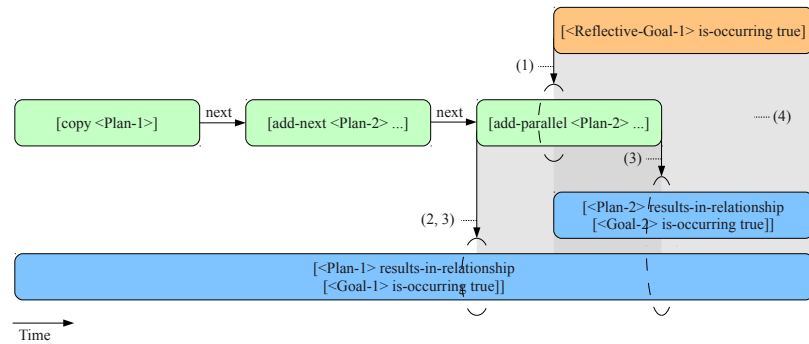 [<Reflective-Goal-1> is-occurring true]
(1)
[copy <Plan-1>]
next
[add-next <Plan-2> ...]
next
[add-parallel <Plan-2> ...]
(4)
(3)
(2, 3)
[<Plan-2> results-in-relationship
[<Goal-2> is-occurring true]]
[<Plan-1> results-in-relationship
[<Goal-1> is-occurring true]]
Time